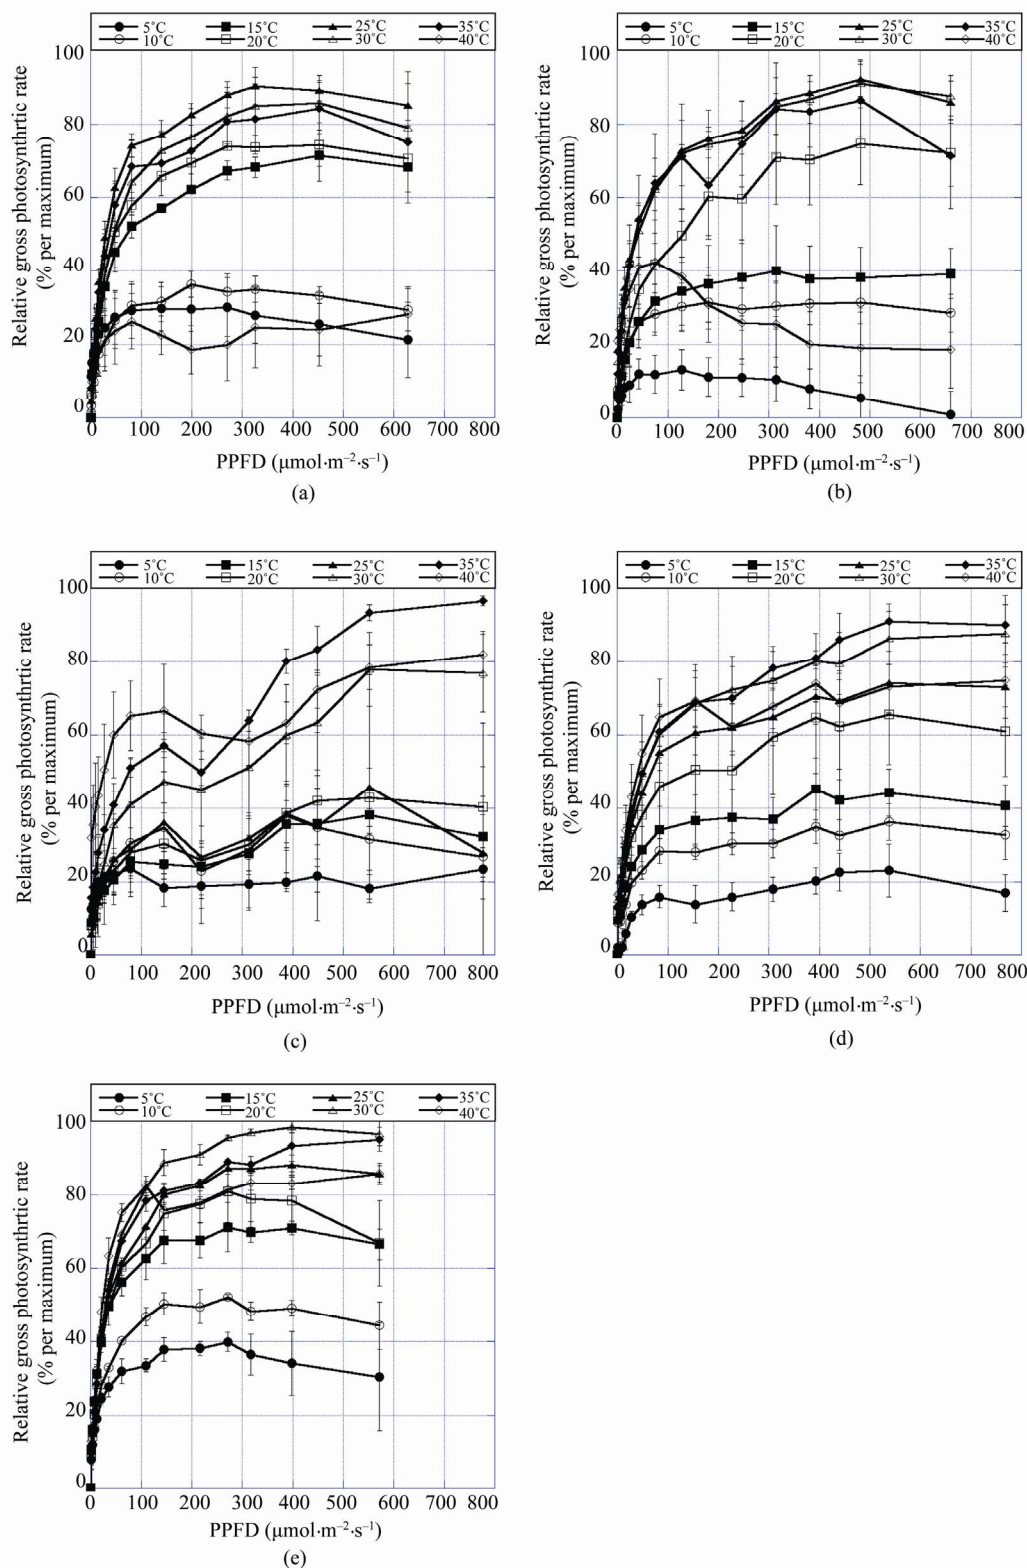 5°C 15°C 25°C 35°C
10°C 20°C 30°C 40°C
Relative gross photosynthrtic rate
(% per maximum)
100
80
60
40
20
0
0 100 200 300 400 500 600 700 800
PPFD (μmol·m⁻²·s⁻¹)
(a)
5°C 15°C 25°C 35°C
10°C 20°C 30°C 40°C
Relative gross photosynthrtic rate
(% per maximum)
100
80
60
40
20
0
0 100 200 300 400 500 600 700 800
PPFD (μmol·m⁻²·s⁻¹)
(b)
5°C 15°C 25°C 35°C
10°C 20°C 30°C 40°C
Relative gross photosynthrtic rate
(% per maximum)
100
80
60
40
20
0
0 100 200 300 400 500 600 700 800
PPFD (μmol·m⁻²·s⁻¹)
(c)
5°C 15°C 25°C 35°C
10°C 20°C 30°C 40°C
Relative gross photosynthrtic rate
(% per maximum)
100
80
60
40
20
0
0 100 200 300 400 500 600 700 800
PPFD (μmol·m⁻²·s⁻¹)
(d)
5°C 15°C 25°C 35°C
10°C 20°C 30°C 40°C
Relative gross photosynthrtic rate
(% per maximum)
100
80
60
40
20
0
0 100 200 300 400 500 600 700 800
PPFD (μmol·m⁻²·s⁻¹)
(e)